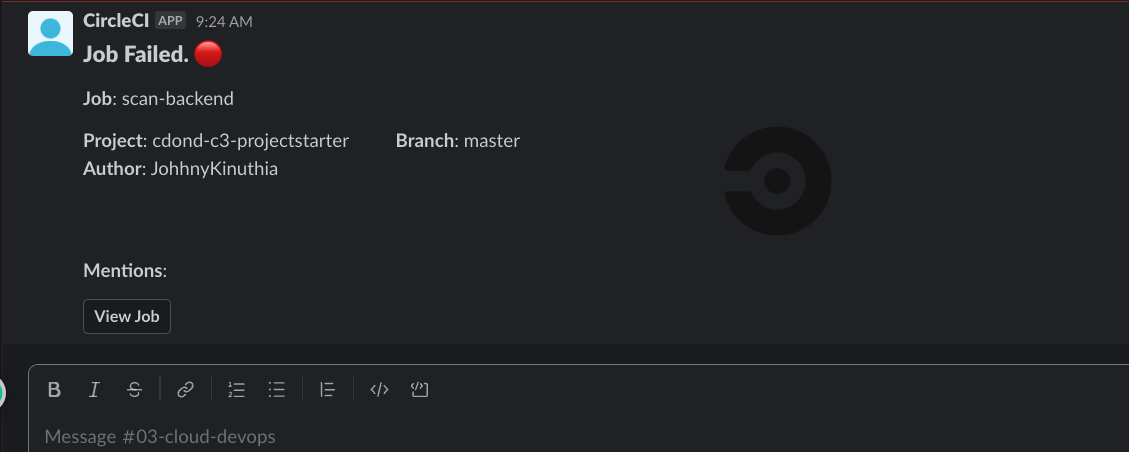 CircleCI APP 9:24 AM
Job Failed.
Job: scan-backend
Project: cdond-c3-projectstarter Branch: master
Author: JohhnyKinuthia
Mentions:
View Job
B I S
Message #03-cloud-devops